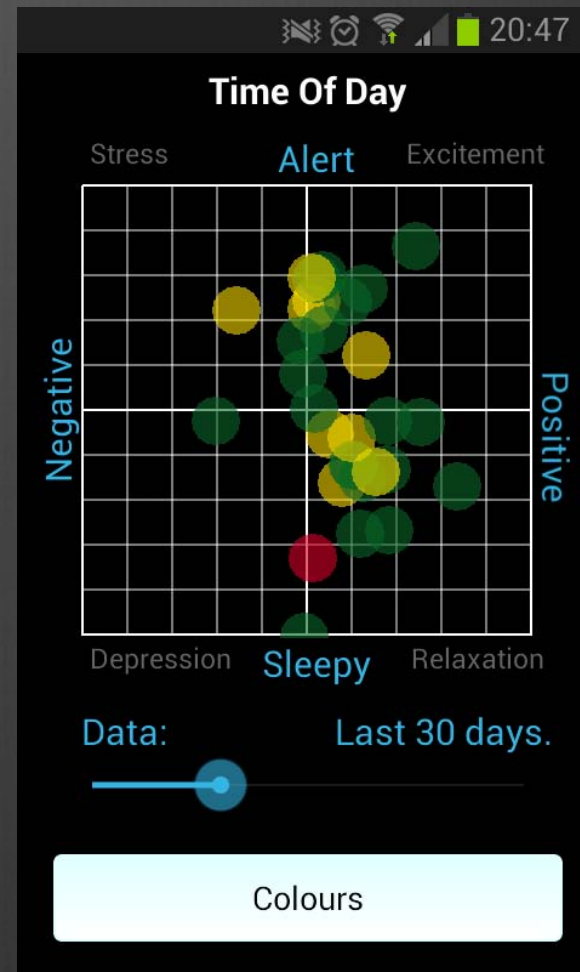 20:47
Time Of Day
Stress Alert Excitement
Negative
Positive
Depression Sleepy Relaxation
Data: Last 30 days.
Colours